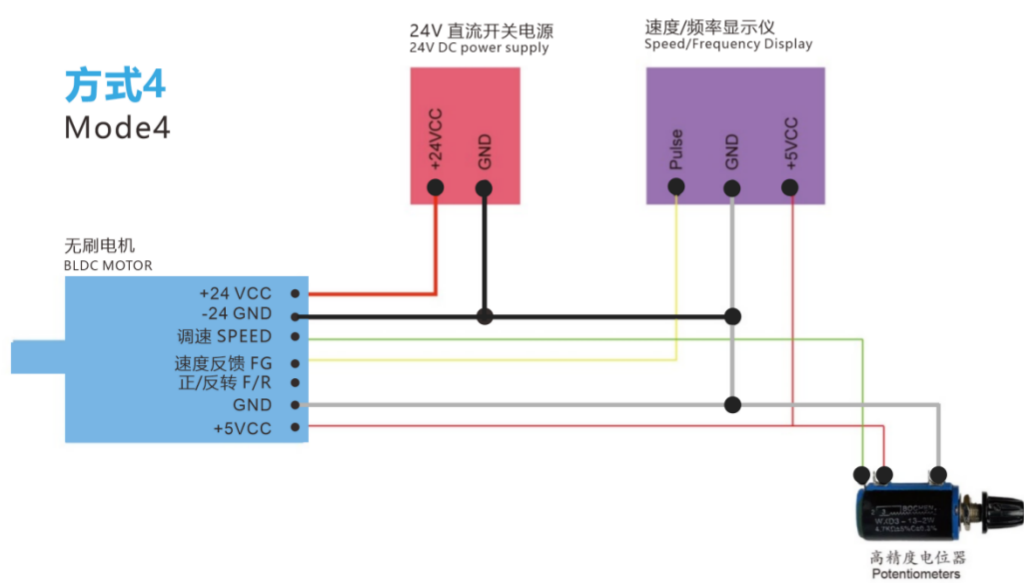 24V 直流开关电源
24V DC power supply
速度/频率显示仪
Speed/Frequency Display
方式4
Mode4
+24VCC
GND
Pulse
GND
+5VCC
无刷电机
BLDC MOTOR
+24 VCC
-24 GND
调速 SPEED
速度反馈 FG
正/反转 F/R
GND
+5VCC
高精度电位器
Potentiometers